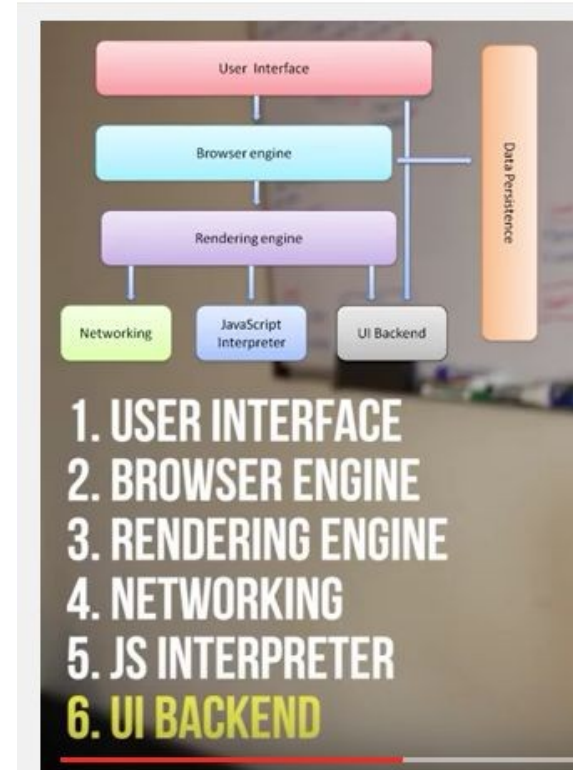 User Interface
Browser engine
Data Persistence
Rendering engine
Networking
JavaScript
Interpreter
UI Backend
1. USER INTERFACE
2. BROWSER ENGINE
3. RENDERING ENGINE
4. NETWORKING
5. JS INTERPRETER
6. UI BACKEND